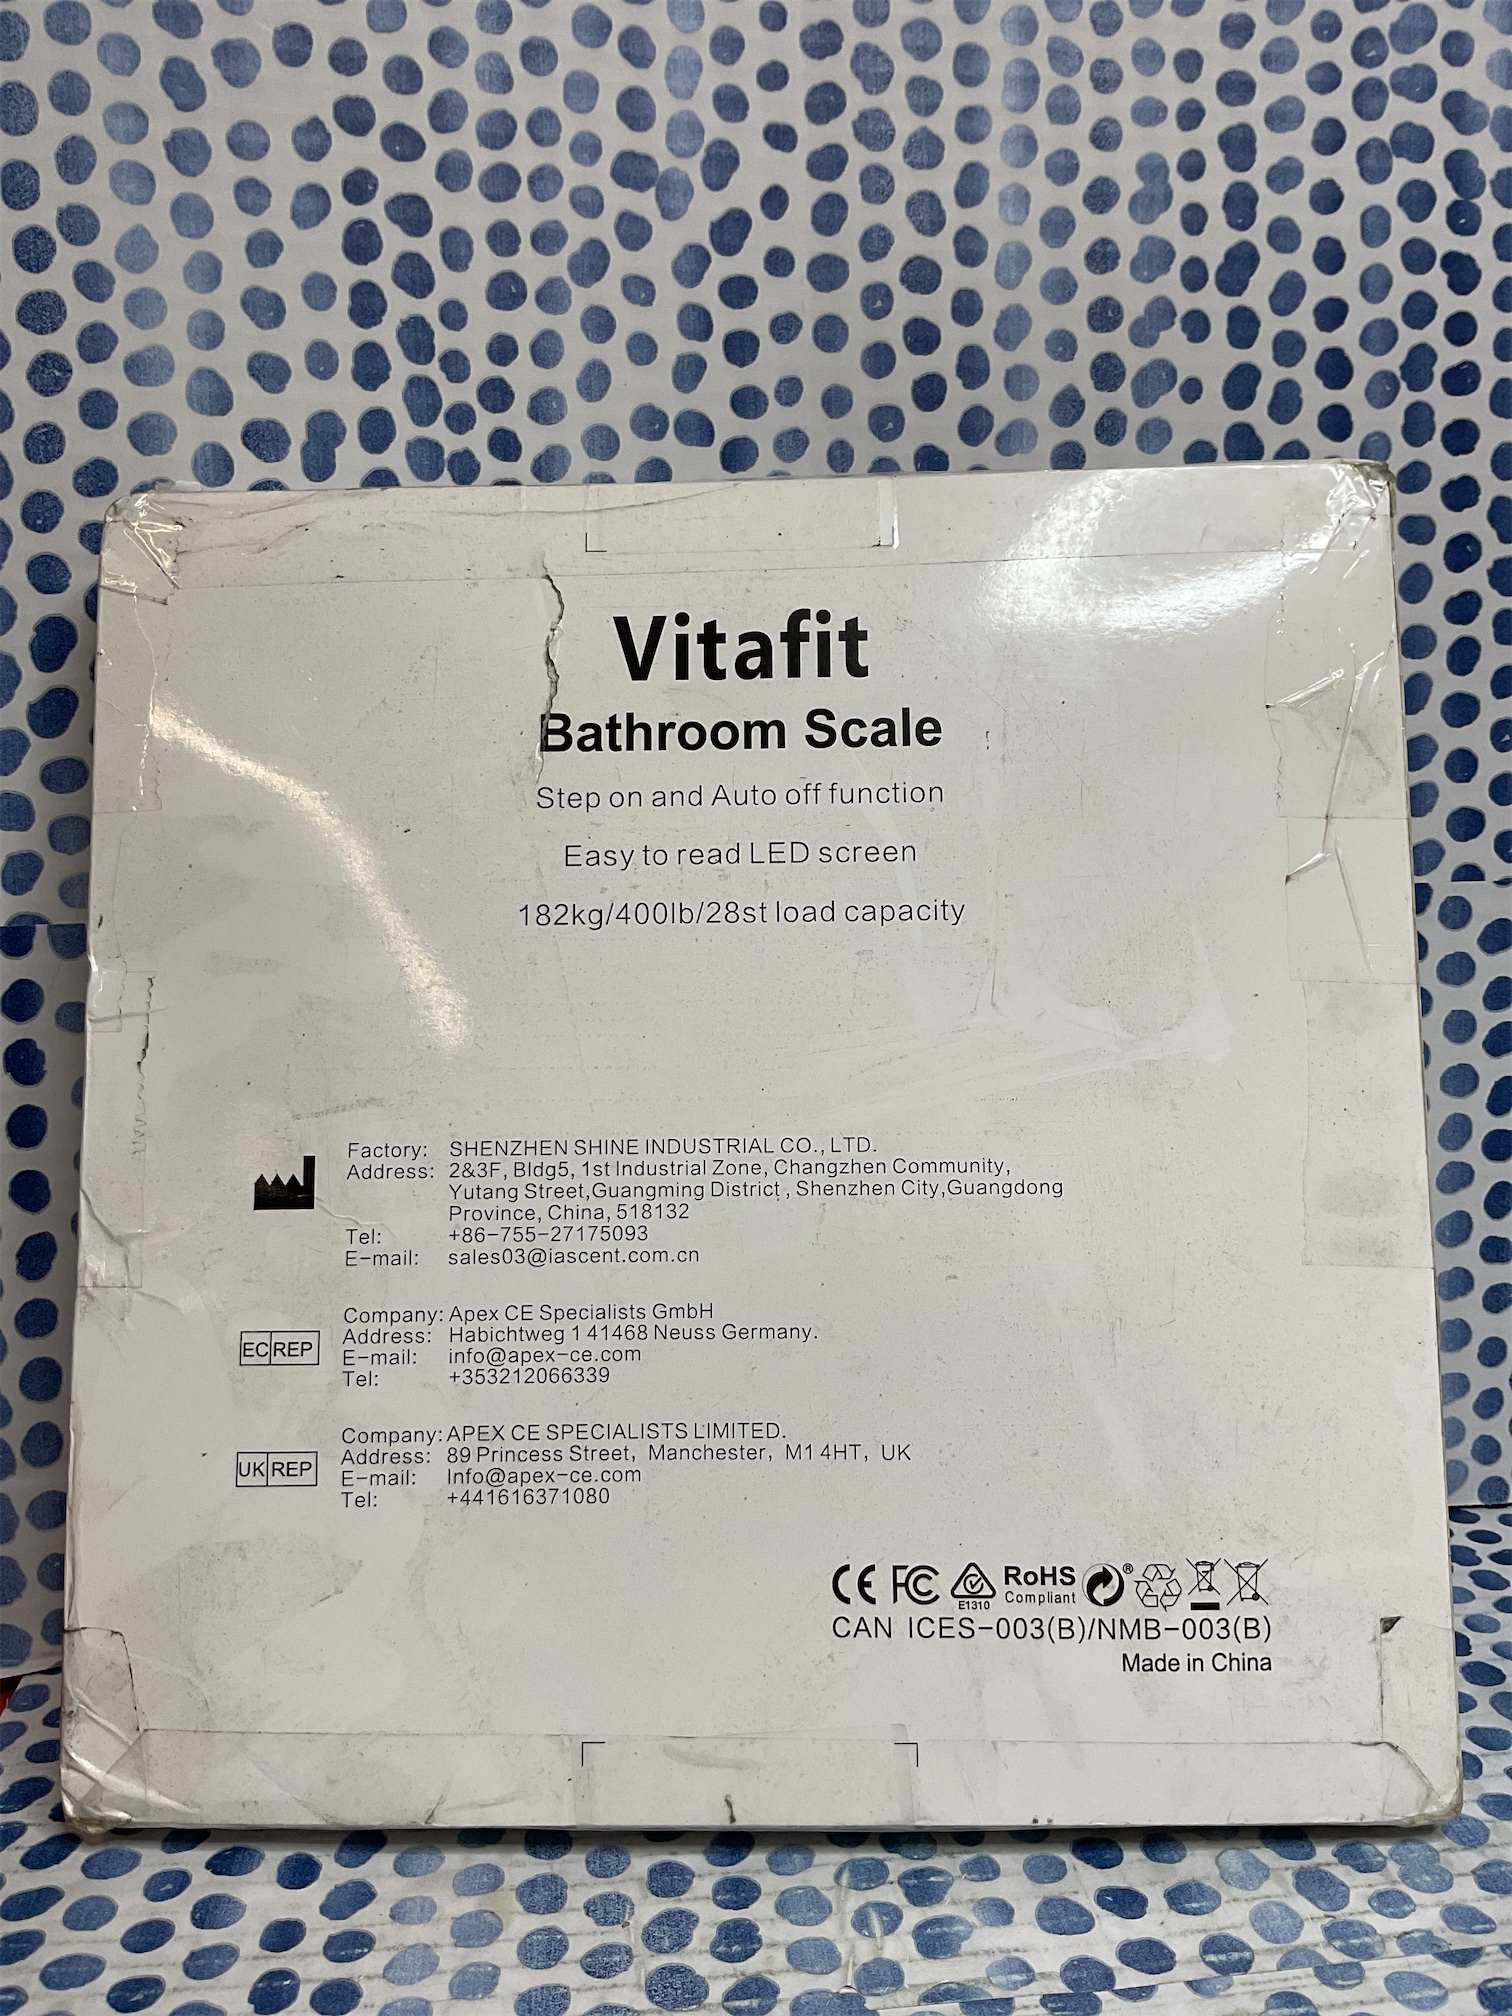 Vitafit
Bathroom Scale
Step on and Auto off function
Easy to read LED screen
182kg/400lb/28st load capacity
Factory: SHENZHEN SHINE INDUSTRIAL CO., LTD.
Address: 2&3F, Bldg5, 1st Industrial Zone, Changzhen Community,
Yutang Street,Guangming District , Shenzhen City,Guangdong
Province, China, 518132
Tel: +86-755-27175093
E-mail: sales03@iascent.com.cn
EC REP
Company: Apex CE Specialists GmbH
Address: Habichtweg 1 41468 Neuss Germany.
E-mail: info@apex-ce.com
Tel: +353212066339
UK REP
Company: APEX CE SPECIALISTS LIMITED.
Address: 89 Princess Street, Manchester, M1 4HT, UK
E-mail: Info@apex-ce.com
Tel: +441616371080
CE FC E1310 RoHS Compliant ®
CAN ICES-003(B)/NMB-003(B)
Made in China